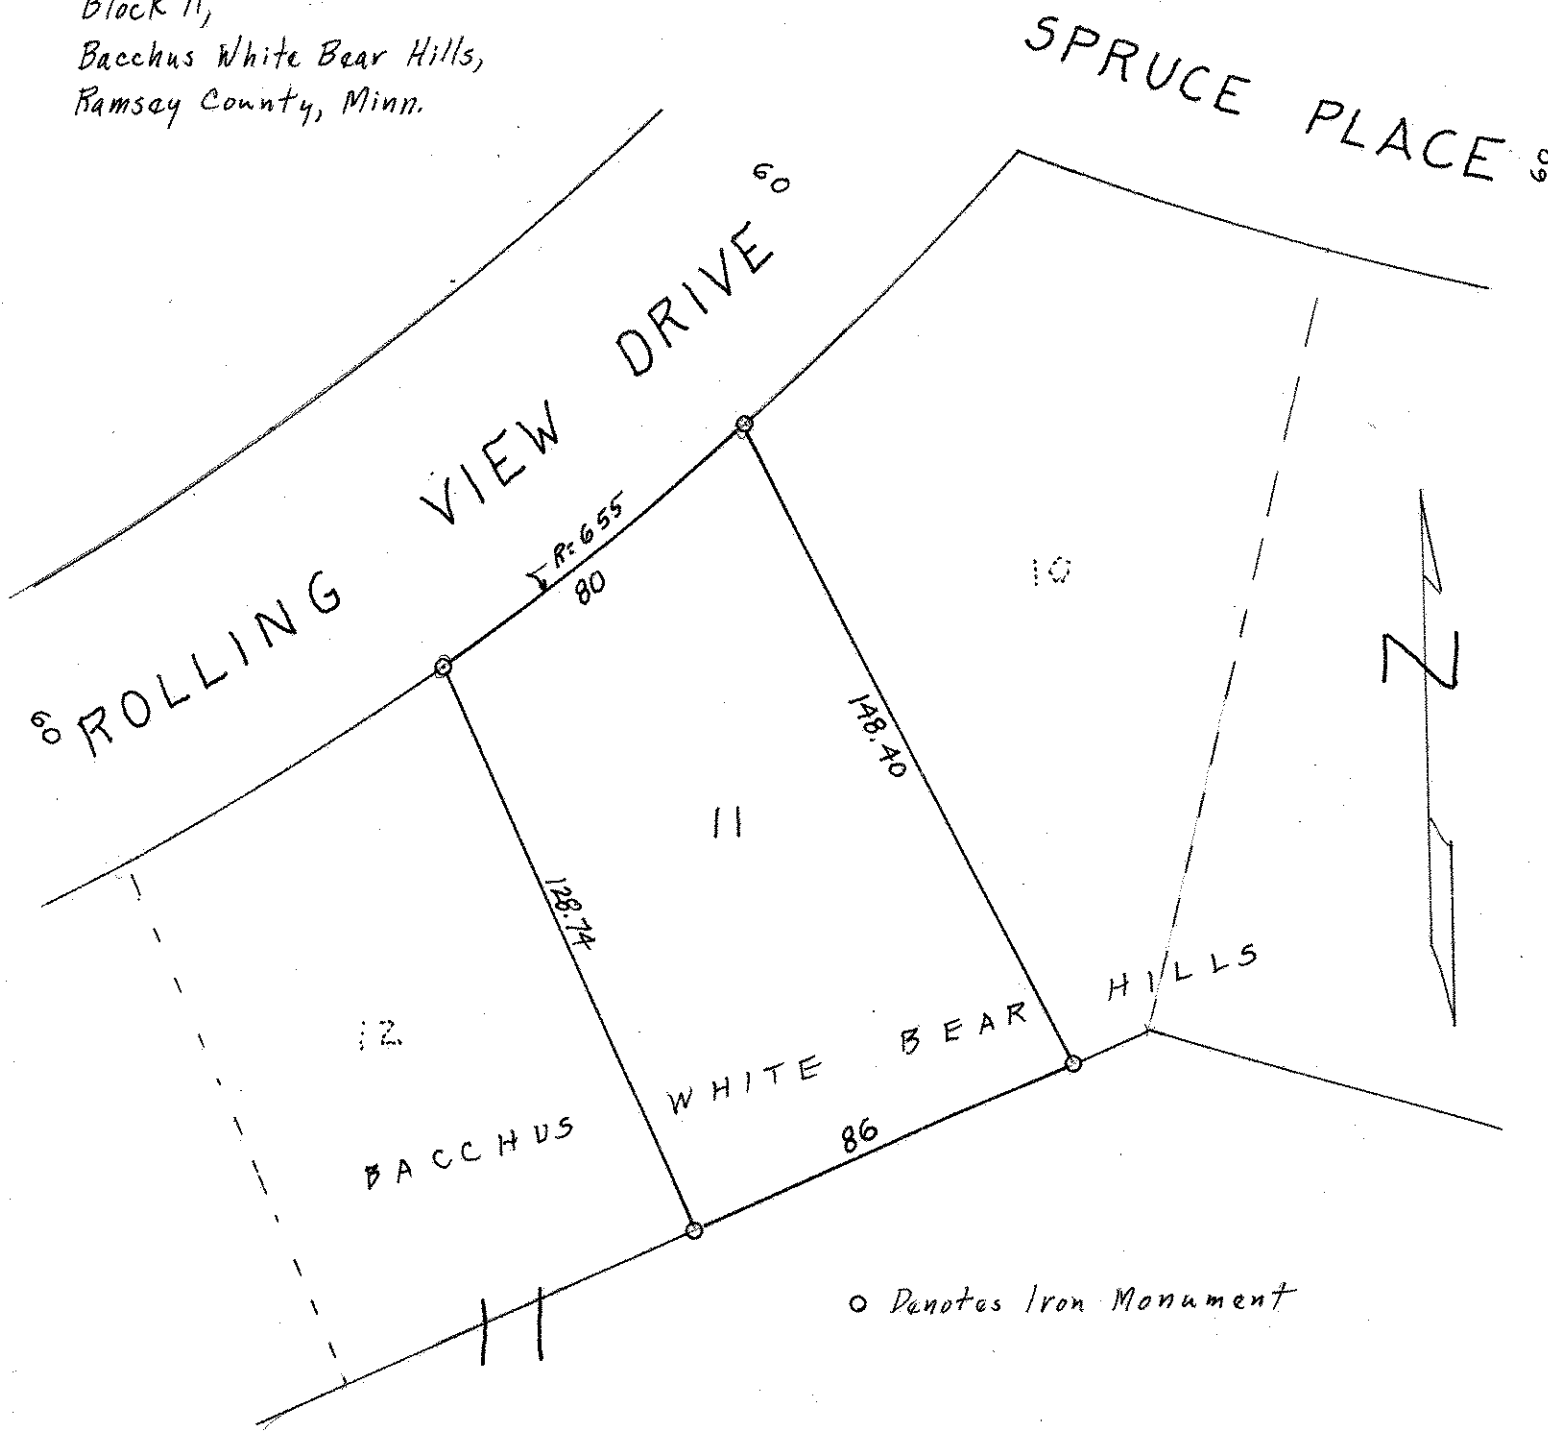 Block 11,
Bacchus White Bear Hills,
Ramsey County, Minn.
SPRUCE PLACE 60
60
60 ROLLING VIEW DRIVE
R=655
80
10
148.40
11
128.74
12
BACCHUS WHITE BEAR HILLS
86
N
11
o Denotes Iron Monument